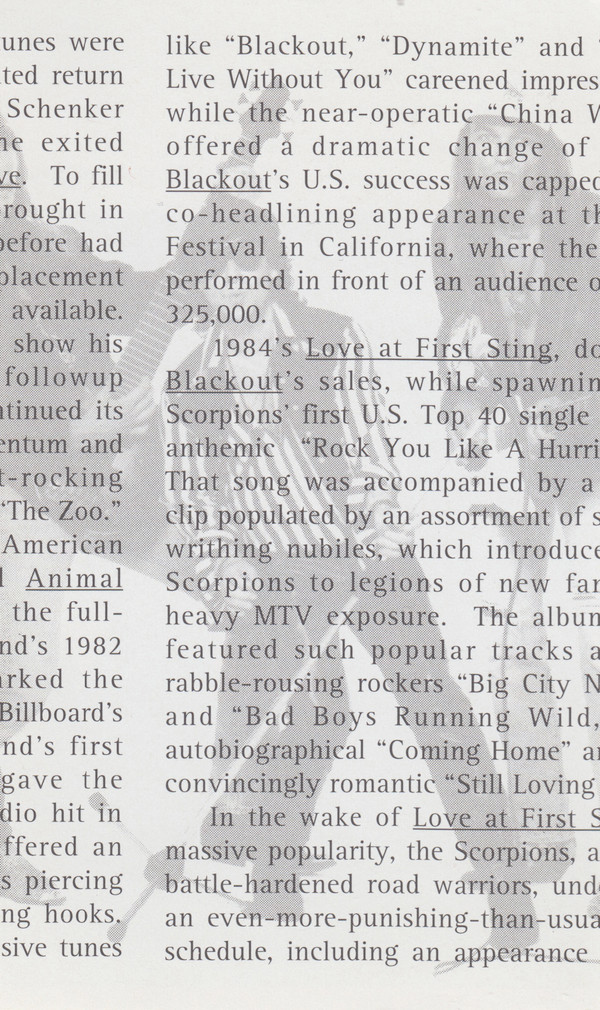 unes were
ted return
Schenker
he exited
ve. To fill
rought in
before had
placement
available.
show his
followup
ntinued its
entum and
t-rocking
“The Zoo.”
American
l Animal
the full-
nd's 1982
arked the
Billboard's
nd's first
gave the
dio hit in
ffered an
s piercing
ng hooks.
sive tunes
like “Blackout,” “Dynamite” and “
Live Without You” careened impres
while the near-operatic “China W
offered a dramatic change of
Blackout's U.S. success was capped
co-headlining appearance at th
Festival in California, where the
performed in front of an audience o
325,000.
1984's Love at First Sting, do
Blackout's sales, while spawnin
Scorpions' first U.S. Top 40 single
anthemic “Rock You Like A Hurri
That song was accompanied by a
clip populated by an assortment of s
writhing nubiles, which introduce
Scorpions to legions of new fan
heavy MTV exposure. The album
featured such popular tracks a
rabble-rousing rockers “Big City N
and “Bad Boys Running Wild,
autobiographical “Coming Home” an
convincingly romantic “Still Loving
In the wake of Love at First S
massive popularity, the Scorpions, a
battle-hardened road warriors, unde
an even-more-punishing-than-usua
schedule, including an appearance